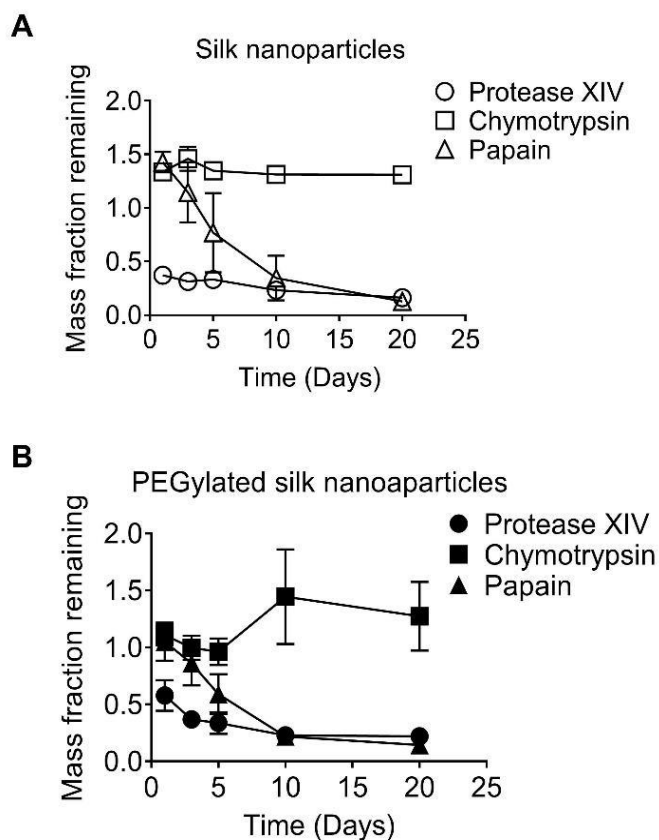 A
Silk nanoparticles
Protease XIV
Chymotrypsin
Papain
Mass fraction remaining
2.0
1.5
1.0
0.5
0.0
0 5 10 15 20 25
Time (Days)
B
PEGylated silk nanoaparticles
Protease XIV
Chymotrypsin
Papain
Mass fraction remaining
2.0
1.5
1.0
0.5
0.0
0 5 10 15 20 25
Time (Days)